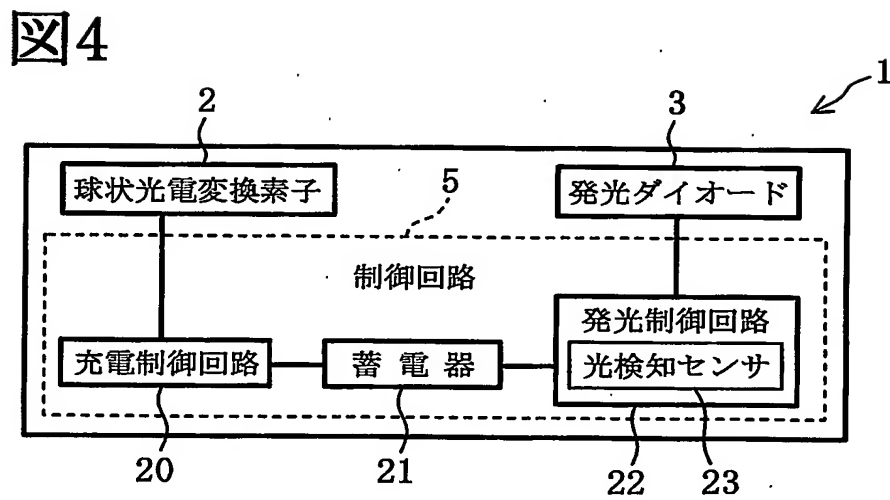 図4
1
2
3
球状光電変換素子
5
発光ダイオード
制御回路
発光制御回路
充電制御回路
蓄電器
光検知センサ
20
21
22
23